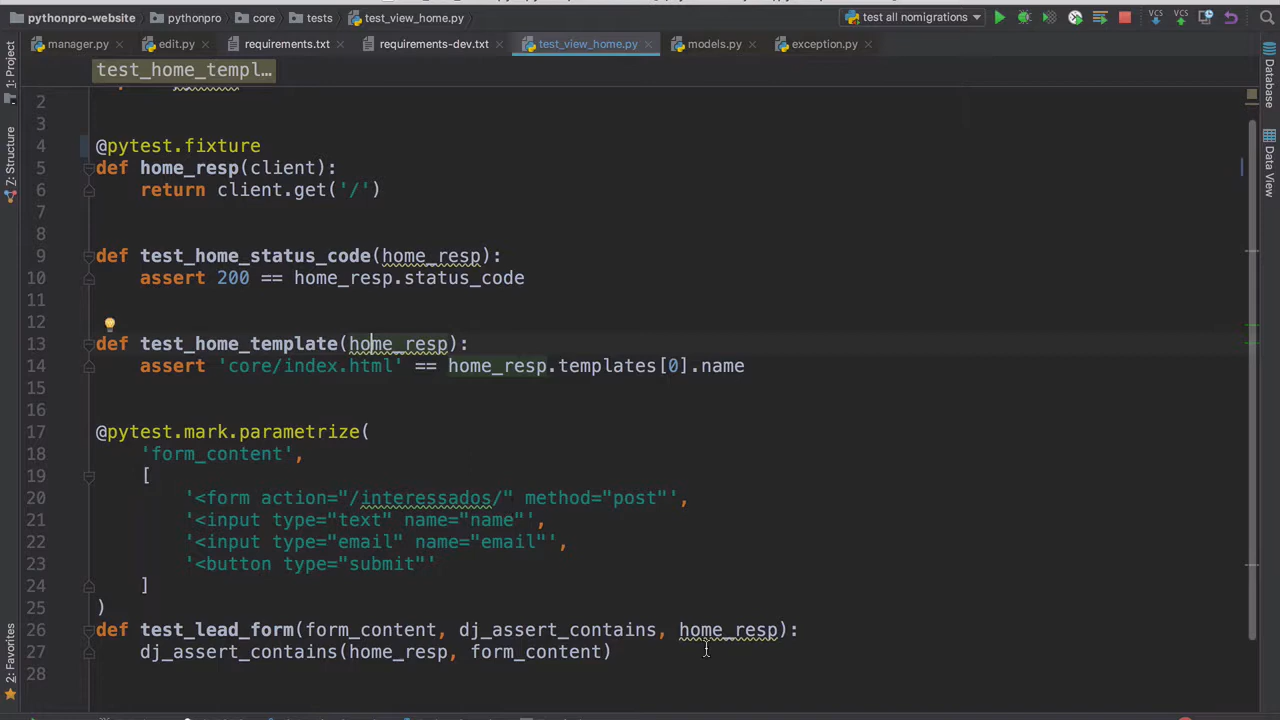 pythonpro-website pythonpro core tests test_view_home.py test all nomigrations
manager.py edit.py requirements.txt requirements-dev.txt test_view_home.py models.py exception.py
test_home_templ...
1: Project
Z: Structure
2: Favorites
Database
Data View
VCS VCS
2
3
4 @pytest.fixture
5 def home_resp(client):
6 return client.get('/')
7
8
9 def test_home_status_code(home_resp):
10 assert 200 == home_resp.status_code
11
12
13 def test_home_template(home_resp):
14 assert 'core/index.html' == home_resp.templates[0].name
15
16
17 @pytest.mark.parametrize(
18 'form_content',
19 [
20 '<form action="/interessados/" method="post"',
21 '<input type="text" name="name"',
22 '<input type="email" name="email"',
23 '<button type="submit"'
24 ]
25 )
26 def test_lead_form(form_content, dj_assert_contains, home_resp):
27 dj_assert_contains(home_resp, form_content)
28